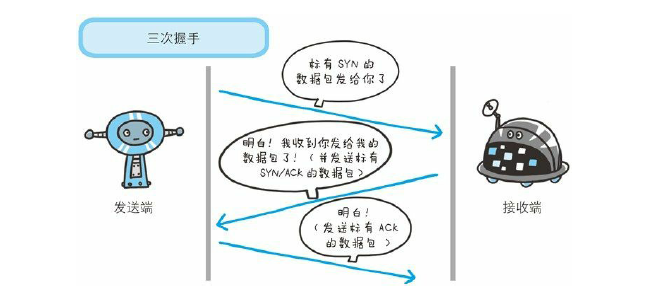 三次握手
标有 SYN 的
数据包发给你了
明白！我收到你发给我的
数据包了！（并发送标有
SYN/ACK 的数据包）
发送端
接收端
明白！
（发送标有 ACK
的数据包）